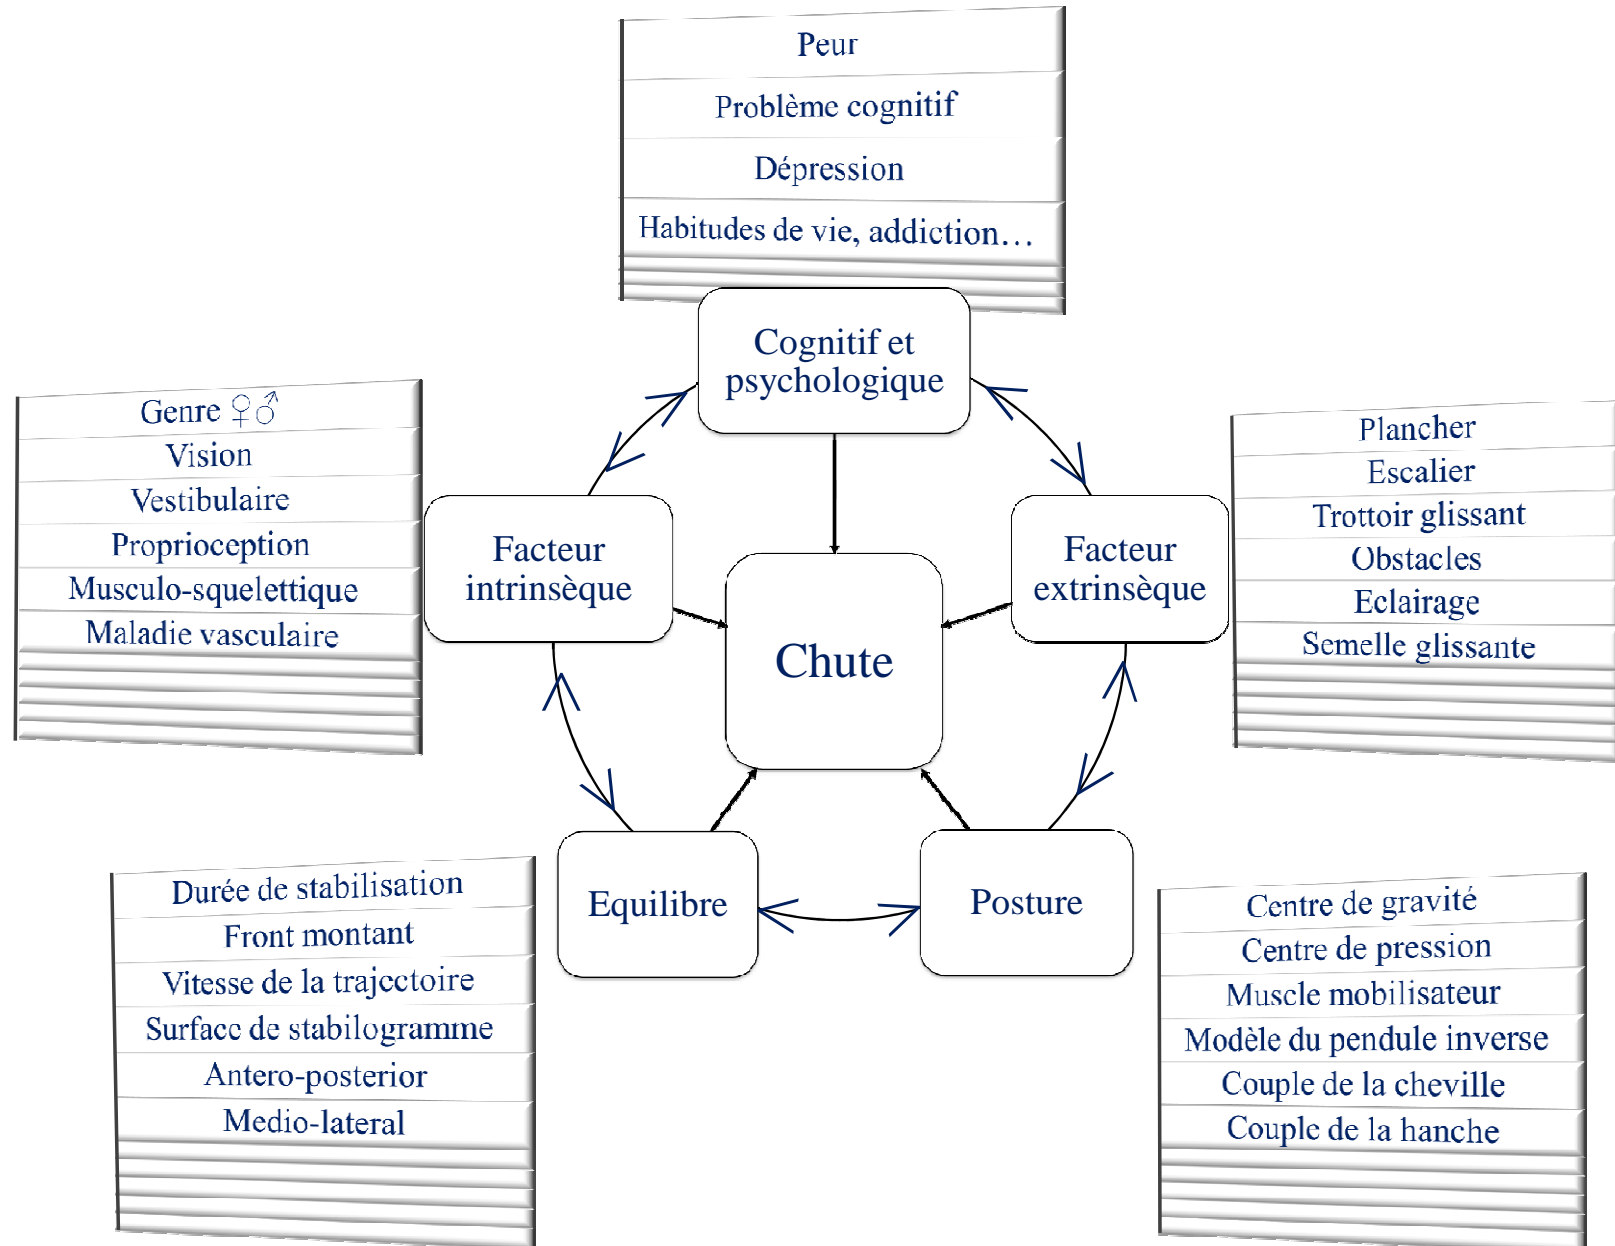 Peur
Problème cognitif
Dépression
Habitudes de vie, addiction…
Cognitif et
psychologique
Genre ♀♂
Vision
Vestibulaire
Proprioception
Musculo-squelettique
Maladie vasculaire
Facteur
intrinsèque
Facteur
extrinsèque
Plancher
Escalier
Trottoir glissant
Obstacles
Eclairage
Semelle glissante
Chute
Durée de stabilisation
Front montant
Vitesse de la trajectoire
Surface de stabilogramme
Antero-posterior
Medio-lateral
Equilibre
Posture
Centre de gravité
Centre de pression
Muscle mobilisateur
Modèle du pendule inverse
Couple de la cheville
Couple de la hanche